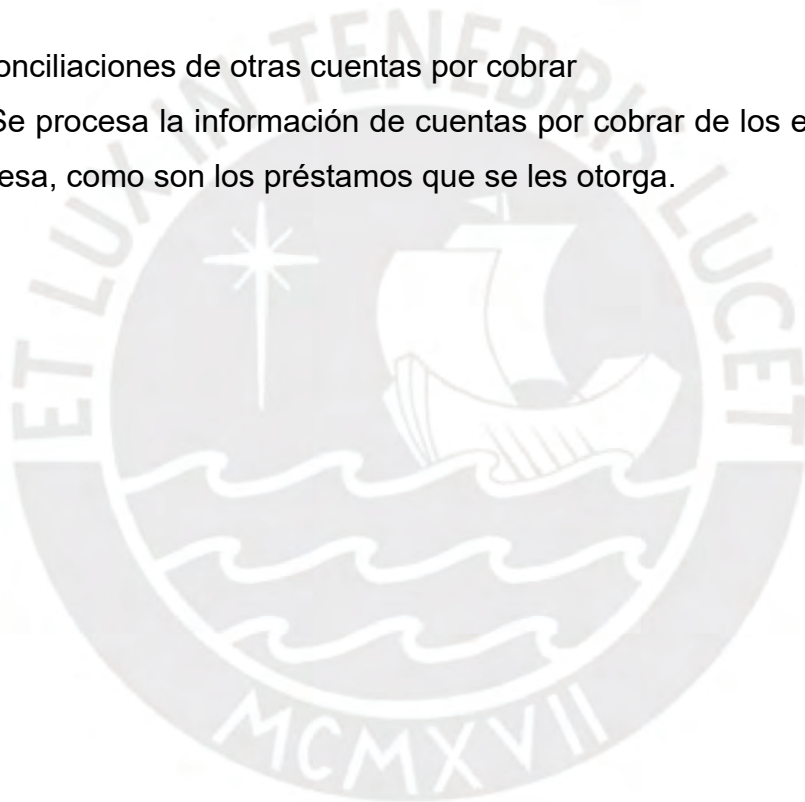 onciliaciones de otras cuentas por cobrar
Se procesa la información de cuentas por cobrar de los e
esa, como son los préstamos que se les otorga.
ET LUX IN TENEBRIS LUCET
MCMXVII